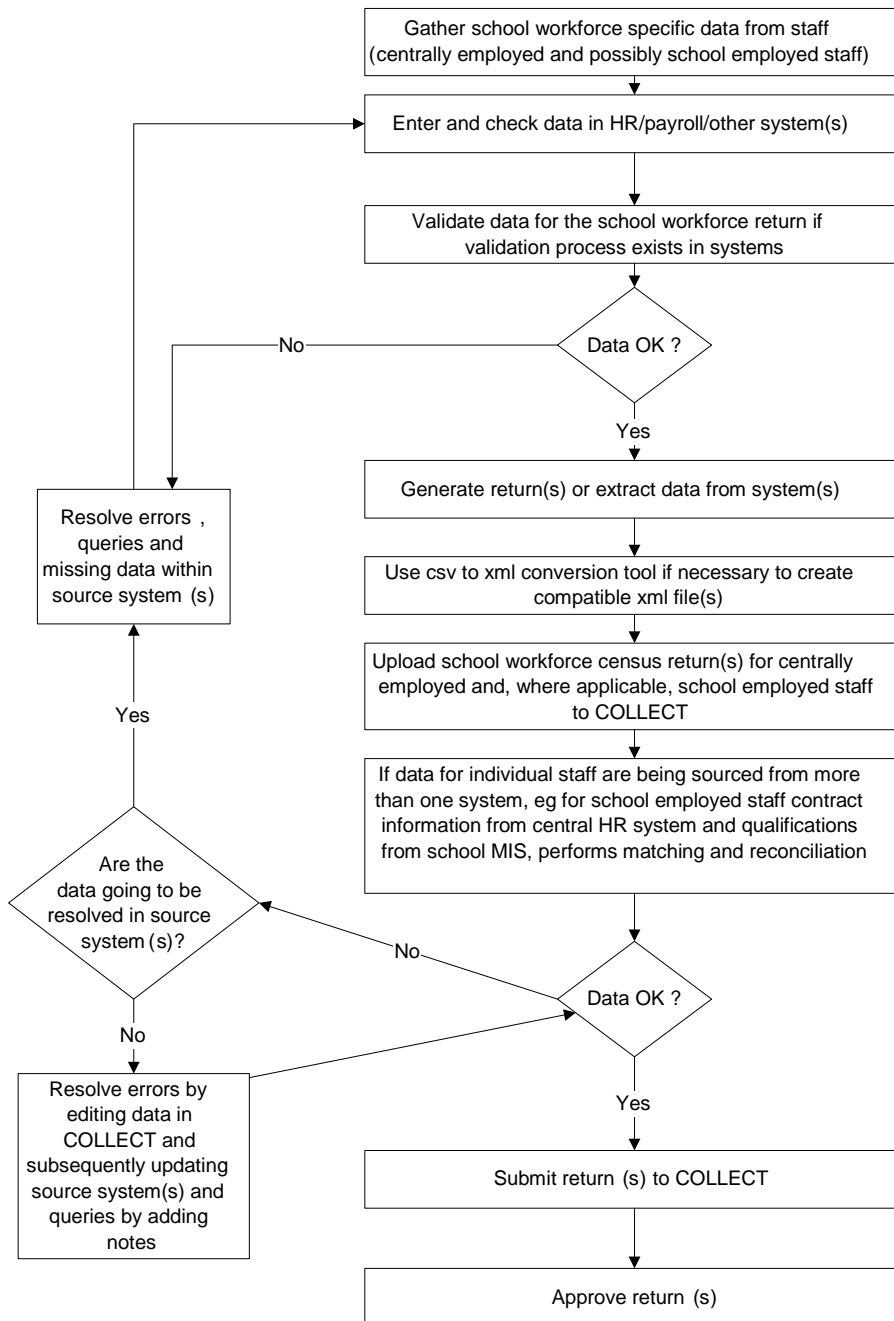 Gather school workforce specific data from staff
(centrally employed and possibly school employed staff)
Enter and check data in HR/payroll/other system(s)
Validate data for the school workforce return if
validation process exists in systems
Data OK ?
No
Yes
Generate return(s) or extract data from system(s)
Resolve errors ,
queries and
missing data within
source system (s)
Use csv to xml conversion tool if necessary to create
compatible xml file(s)
Upload school workforce census return(s) for centrally
employed and, where applicable, school employed staff
to COLLECT
Yes
If data for individual staff are being sourced from more
than one system, eg for school employed staff contract
information from central HR system and qualifications
from school MIS, performs matching and reconciliation
Are the
data going to be
resolved in source
system (s)?
No
Data OK ?
No
Resolve errors by
editing data in
COLLECT and
subsequently updating
source system(s) and
queries by adding
notes
Yes
Submit return (s) to COLLECT
Approve return (s)